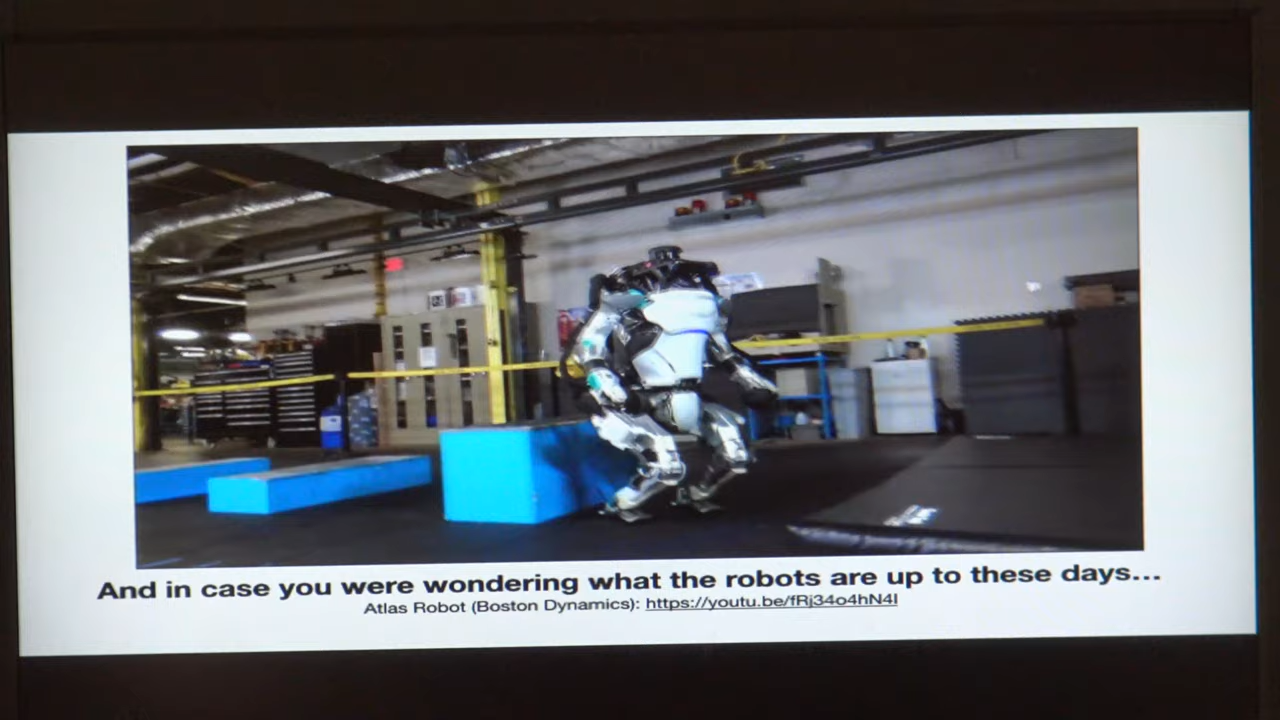 And in case you were wondering what the robots are up to these days...
Atlas Robot (Boston Dynamics): https://youtu.be/fRj34o4hN4I